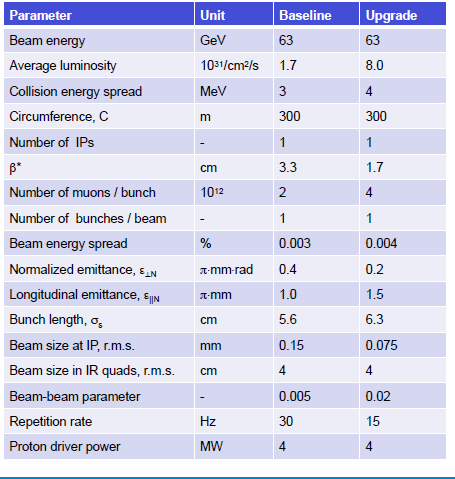 Parameter Unit Baseline Upgrade
Beam energy GeV 63 63
Average luminosity 10³¹/cm²/s 1.7 8.0
Collision energy spread MeV 3 4
Circumference, C m 300 300
Number of IPs - 1 1
β* cm 3.3 1.7
Number of muons / bunch 10¹² 2 4
Number of bunches / beam - 1 1
Beam energy spread % 0.003 0.004
Normalized emittance, ε⊥N π·mm·rad 0.4 0.2
Longitudinal emittance, ε||N π·mm 1.0 1.5
Bunch length, σs cm 5.6 6.3
Beam size at IP, r.m.s. mm 0.15 0.075
Beam size in IR quads, r.m.s. cm 4 4
Beam-beam parameter - 0.005 0.02
Repetition rate Hz 30 15
Proton driver power MW 4 4